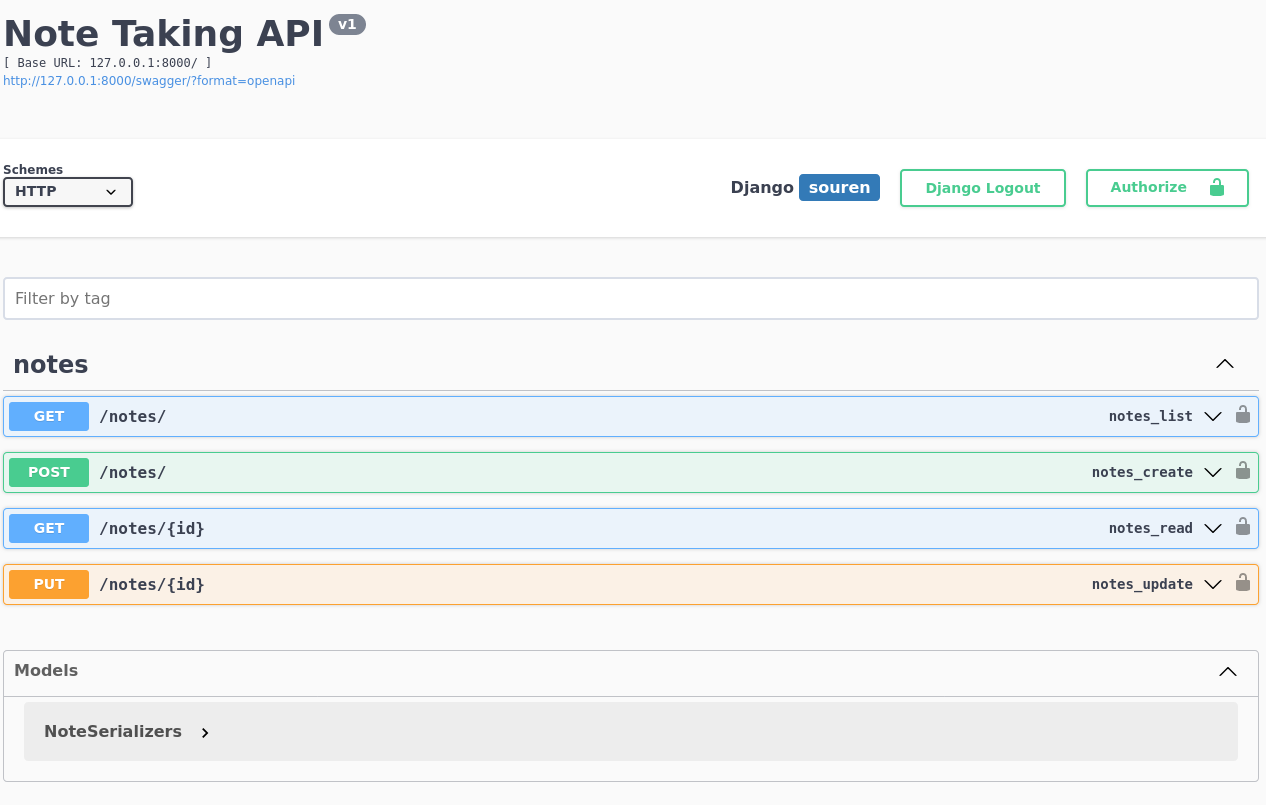 Note Taking API v1
[ Base URL: 127.0.0.1:8000/ ]
http://127.0.0.1:8000/swagger/?format=openapi
Schemes
HTTP
Django souren
Django Logout
Authorize
Filter by tag
notes
GET /notes/ notes_list
POST /notes/ notes_create
GET /notes/{id} notes_read
PUT /notes/{id} notes_update
Models
NoteSerializers